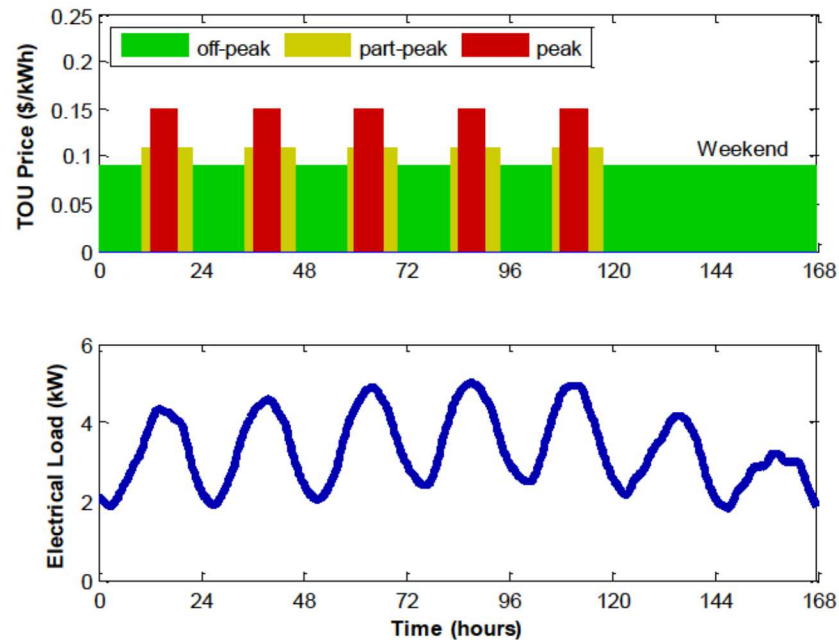 TOU Price ($/kWh)
0.25
0.2
0.15
0.1
0.05
0
off-peak part-peak peak
Weekend
0 24 48 72 96 120 144 168
Electrical Load (kW)
6
4
2
0
0 24 48 72 96 120 144 168
Time (hours)